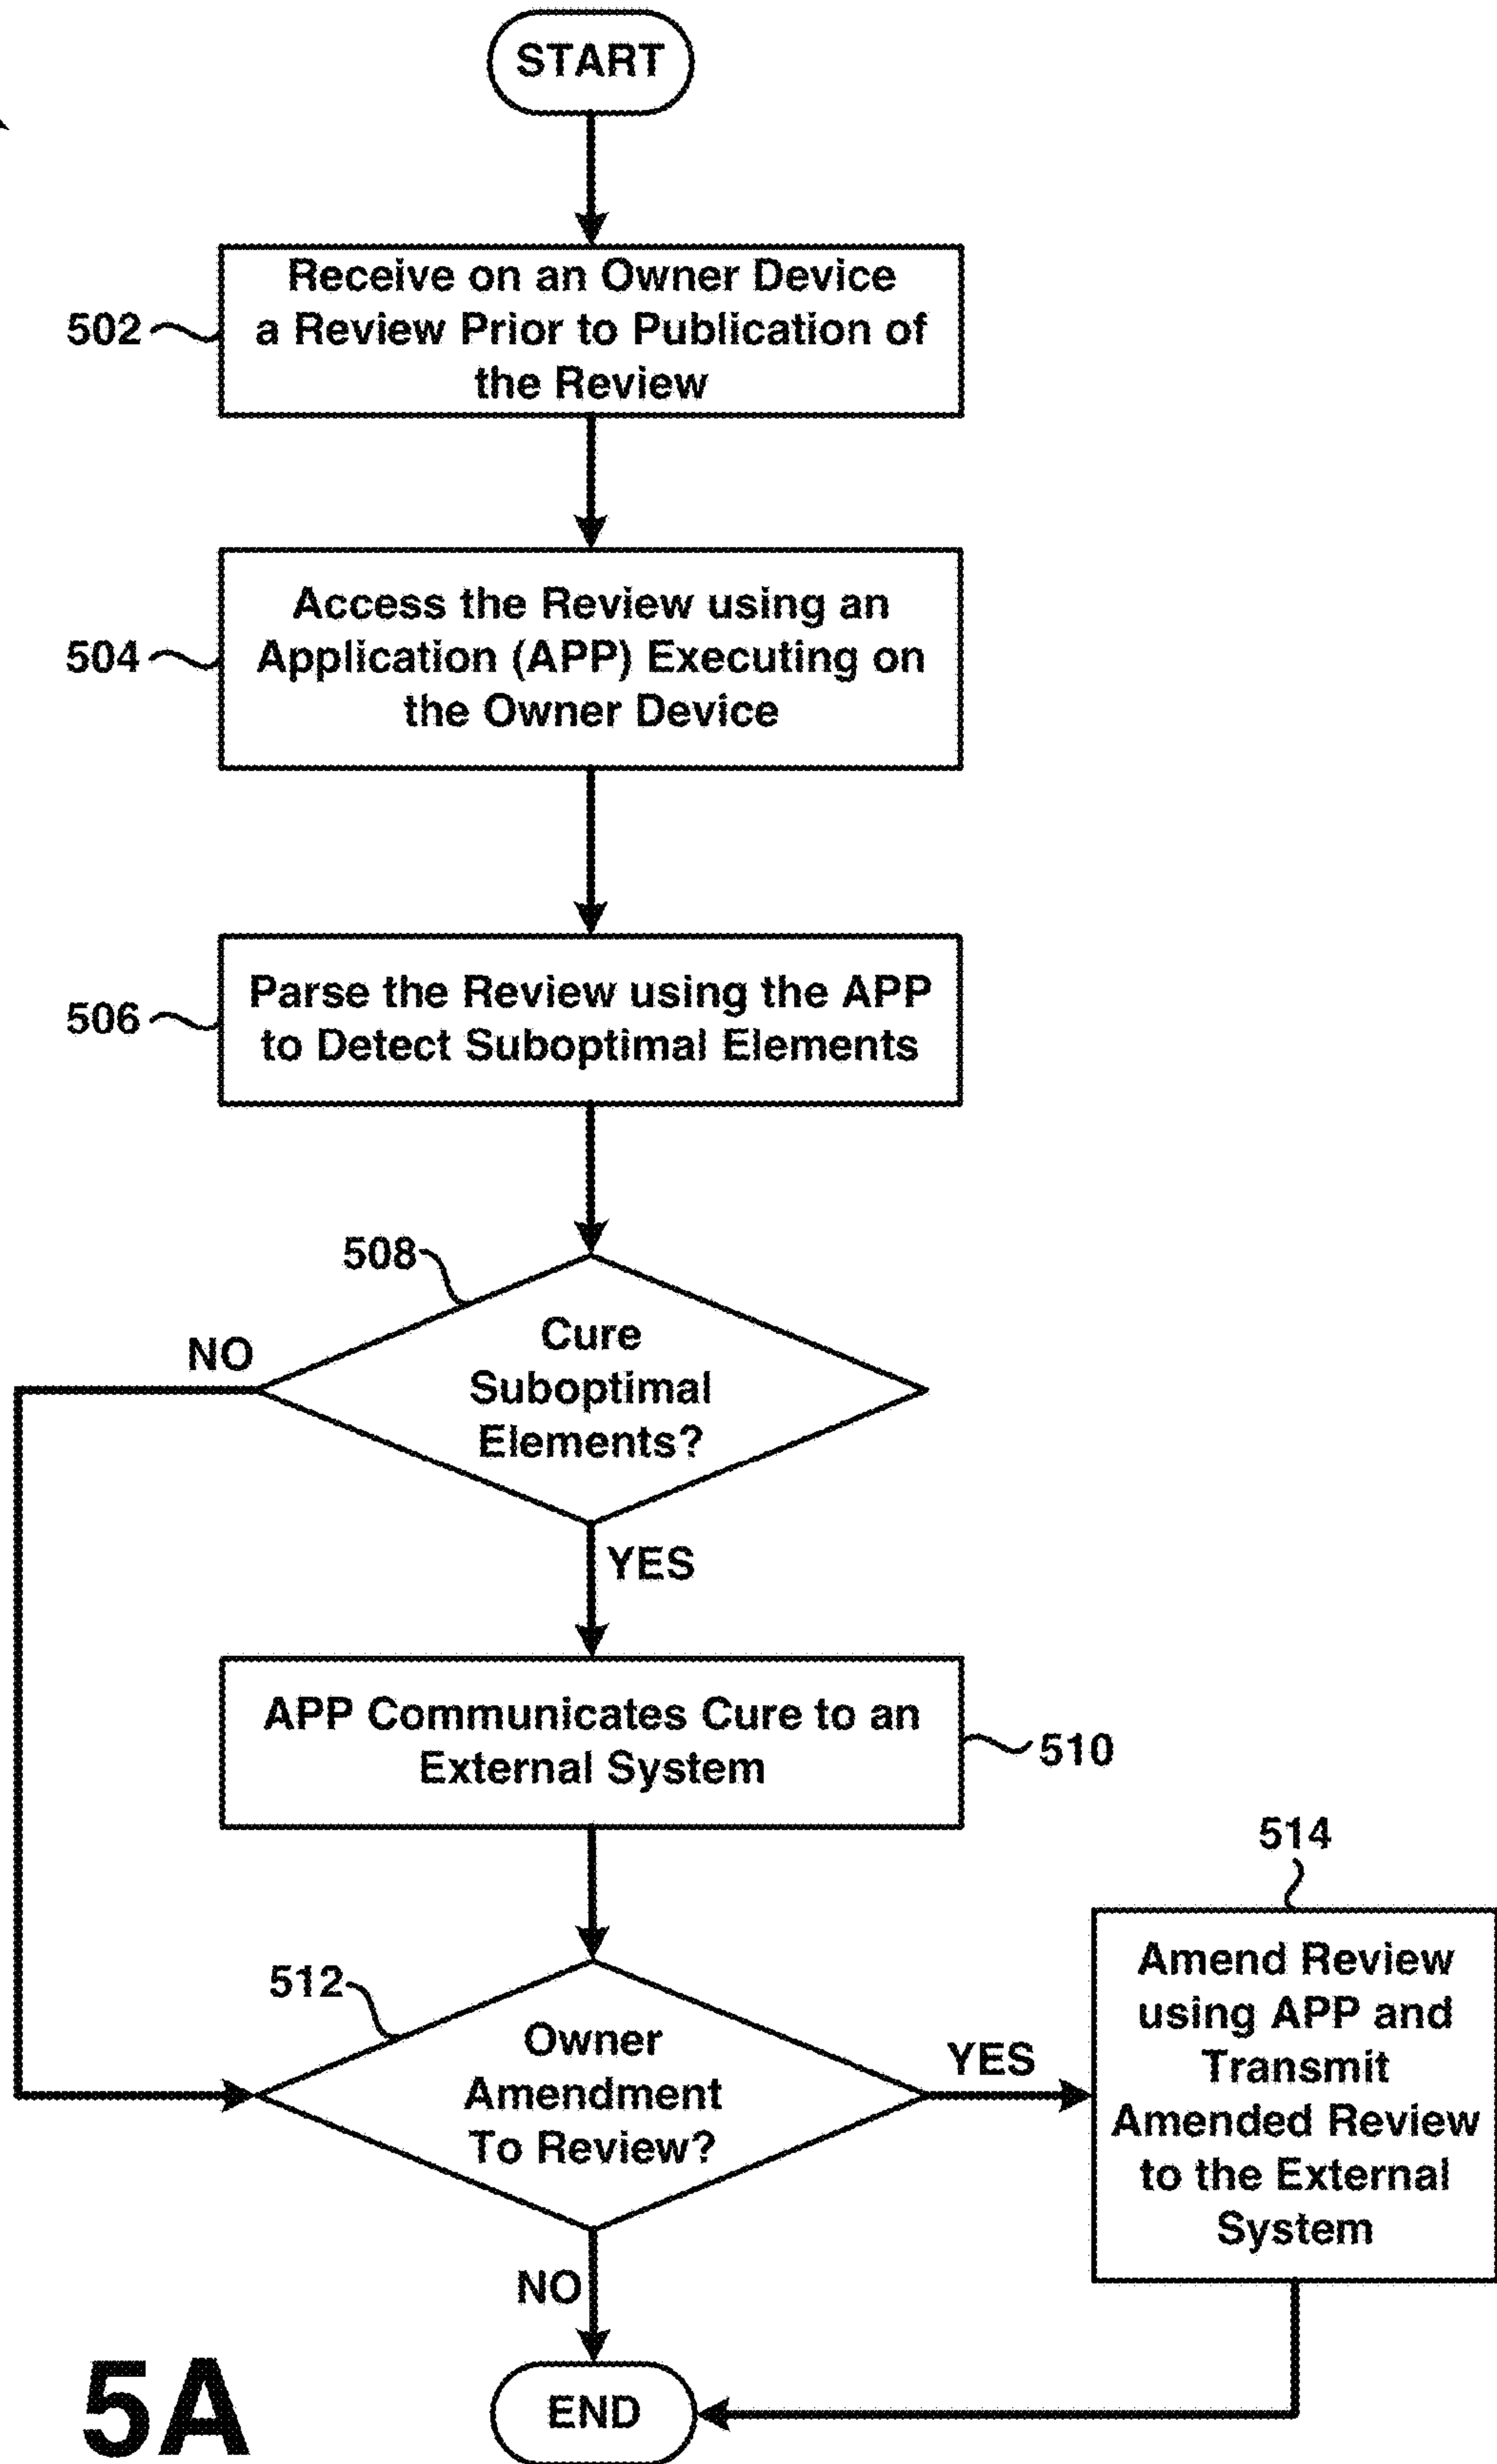 START
Receive on an Owner Device
502
a Review Prior to Publication of
the Review
Access the Review using an
504
Application (APP) Executing on
the Owner Device
506
Parse the Review using the APP
to Detect Suboptimal Elements
508
Cure
Suboptimal
Elements?
NO
YES
APP Communicates Cure to an
External System
510
512
Owner
Amendment
To Review?
YES
NO
514
Amend Review
using APP and
Transmit
Amended Review
to the External
System
END
5A